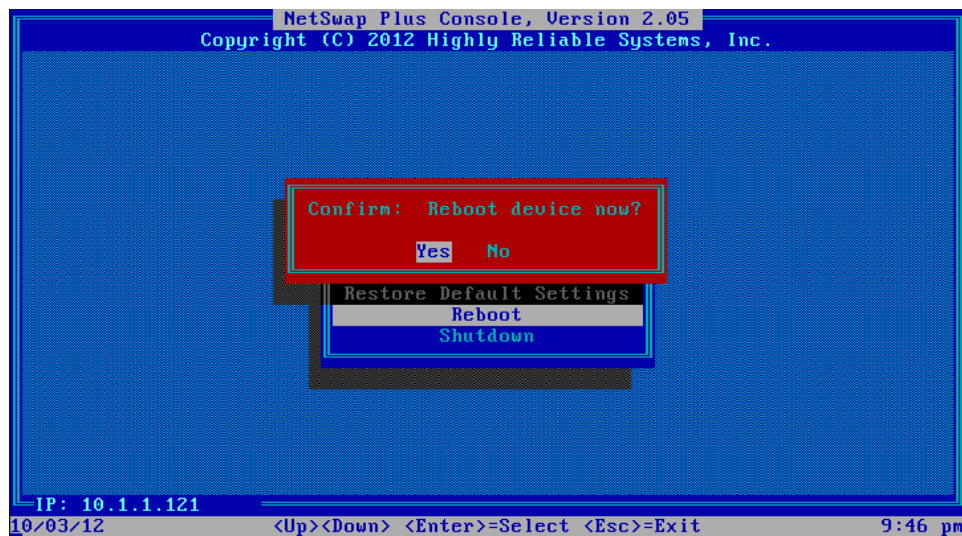 NetSwap Plus Console, Version 2.05
Copyright (C) 2012 Highly Reliable Systems, Inc.
Confirm: Reboot device now?
Yes No
Restore Default Settings
Reboot
Shutdown
IP: 10.1.1.121
10/03/12 <Up><Down> <Enter>=Select <Esc>=Exit 9:46 pm